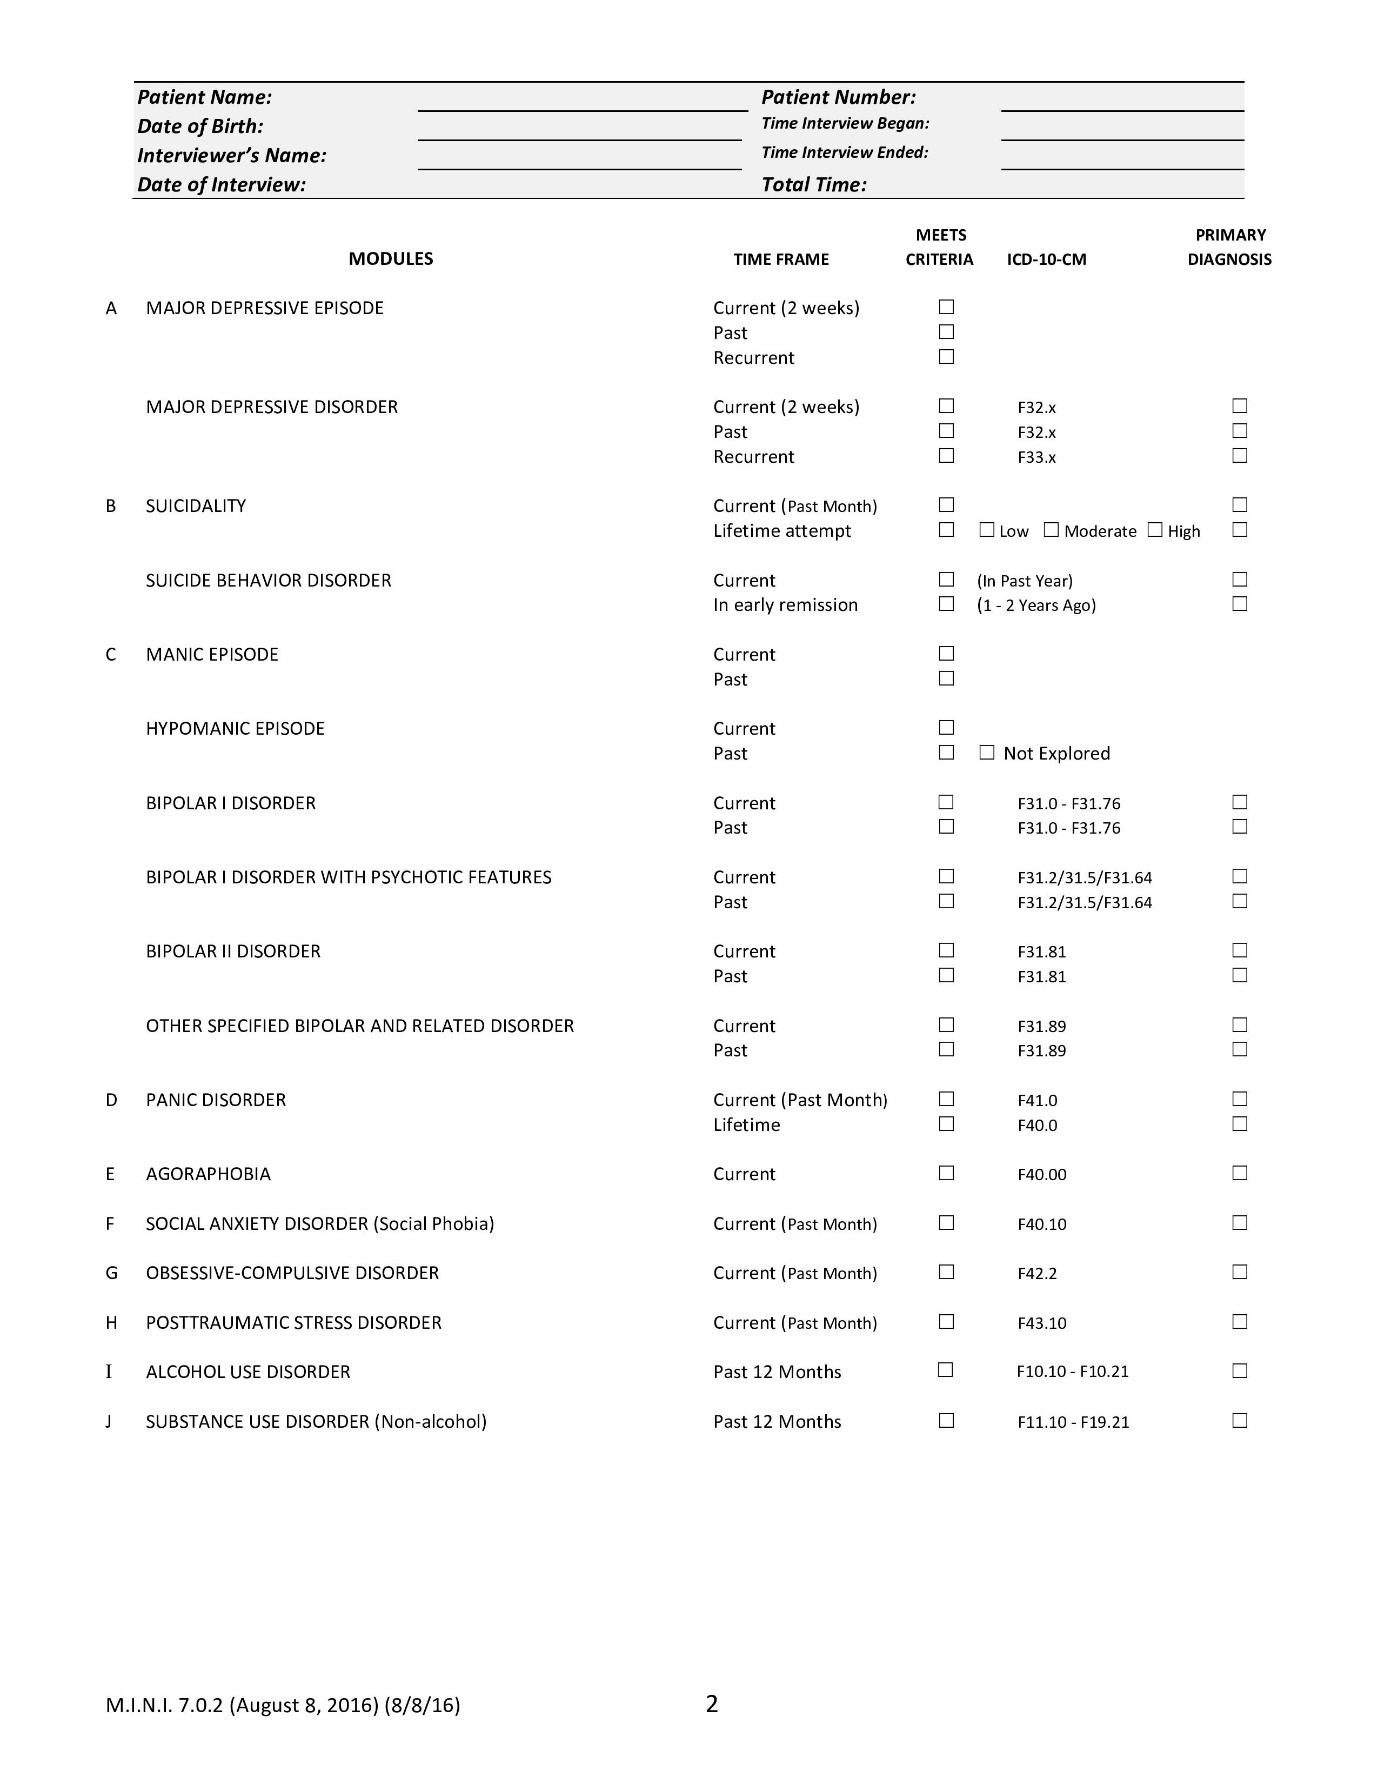 Patient Name: Patient Number:
Date of Birth: Time Interview Began:
Interviewer’s Name: Time Interview Ended:
Date of Interview: Total Time:
MEETS PRIMARY
MODULES TIME FRAME CRITERIA ICD-10-CM DIAGNOSIS
A MAJOR DEPRESSIVE EPISODE Current (2 weeks) ☐
Past ☐
Recurrent ☐
MAJOR DEPRESSIVE DISORDER Current (2 weeks) ☐ F32.x ☐
Past ☐ F32.x ☐
Recurrent ☐ F33.x ☐
B SUICIDALITY Current (Past Month) ☐ ☐
Lifetime attempt ☐ ☐ Low ☐ Moderate ☐ High ☐
SUICIDE BEHAVIOR DISORDER Current ☐ (In Past Year) ☐
In early remission ☐ (1 - 2 Years Ago) ☐
C MANIC EPISODE Current ☐
Past ☐
HYPOMANIC EPISODE Current ☐
Past ☐ ☐ Not Explored
BIPOLAR I DISORDER Current ☐ F31.0 - F31.76 ☐
Past ☐ F31.0 - F31.76 ☐
BIPOLAR I DISORDER WITH PSYCHOTIC FEATURES Current ☐ F31.2/31.5/F31.64 ☐
Past ☐ F31.2/31.5/F31.64 ☐
BIPOLAR II DISORDER Current ☐ F31.81 ☐
Past ☐ F31.81 ☐
OTHER SPECIFIED BIPOLAR AND RELATED DISORDER Current ☐ F31.89 ☐
Past ☐ F31.89 ☐
D PANIC DISORDER Current (Past Month) ☐ F41.0 ☐
Lifetime ☐ F40.0 ☐
E AGORAPHOBIA Current ☐ F40.00 ☐
F SOCIAL ANXIETY DISORDER (Social Phobia) Current (Past Month) ☐ F40.10 ☐
G OBSESSIVE-COMPULSIVE DISORDER Current (Past Month) ☐ F42.2 ☐
H POSTTRAUMATIC STRESS DISORDER Current (Past Month) ☐ F43.10 ☐
I ALCOHOL USE DISORDER Past 12 Months ☐ F10.10 - F10.21 ☐
J SUBSTANCE USE DISORDER (Non-alcohol) Past 12 Months ☐ F11.10 - F19.21 ☐
M.I.N.I. 7.0.2 (August 8, 2016) (8/8/16) 2